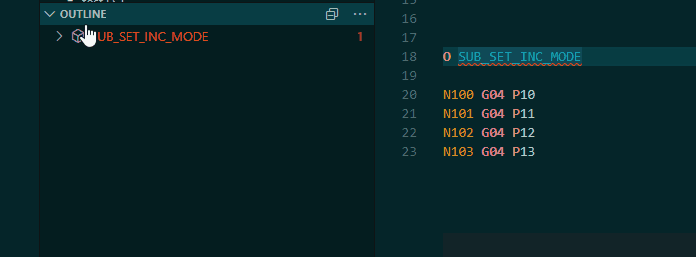 OUTLINE
UB_SET_INC_MODE 1
15
16
17
18 O SUB_SET_INC_MODE
19
20 N100 G04 P10
21 N101 G04 P11
22 N102 G04 P12
23 N103 G04 P13